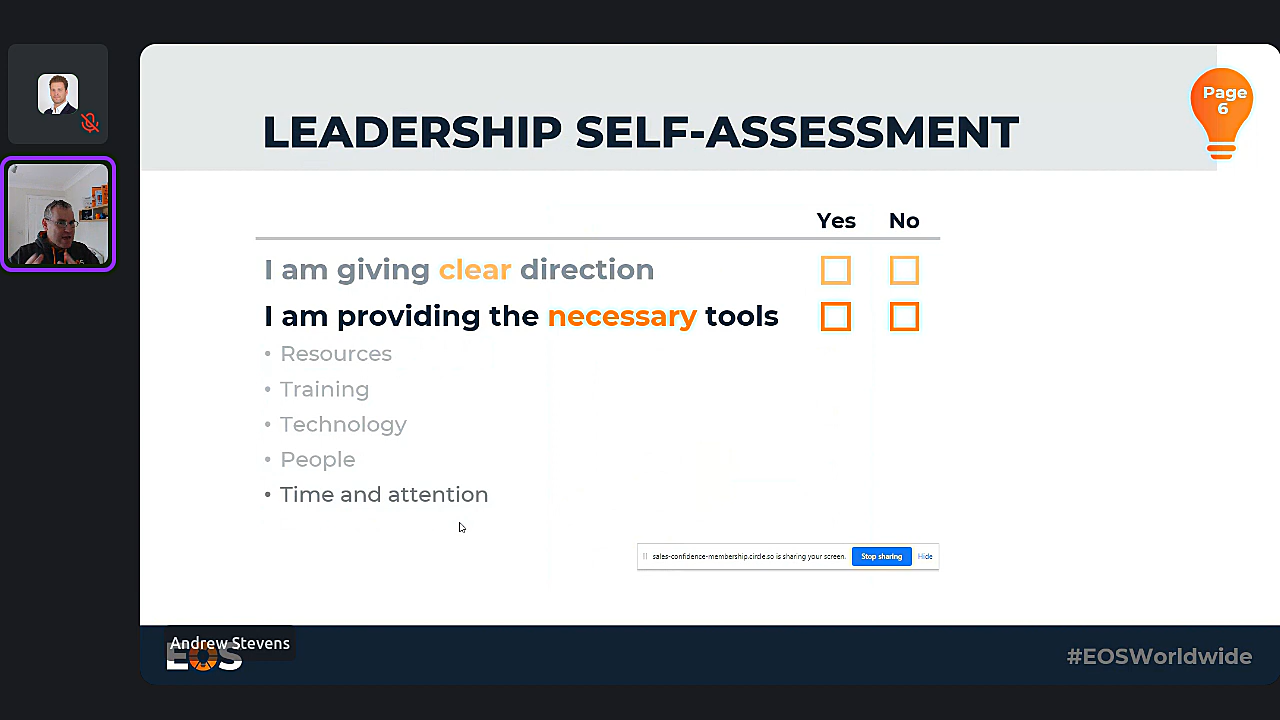 LEADERSHIP SELF-ASSESSMENT
Page
6
Yes No
I am giving clear direction
I am providing the necessary tools
• Resources
• Training
• Technology
• People
• Time and attention
sales-confidence-membership.circle.so is sharing your screen. Stop sharing Hide
Andrew Stevens
EOS
#EOSWorldwide